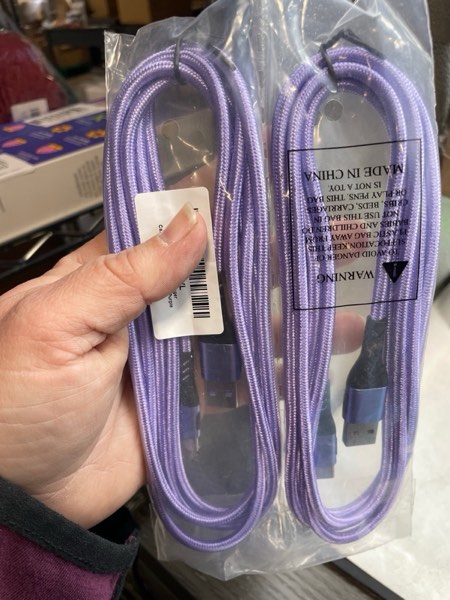 WARNING
TO AVOID DANGER OF
SUFFOCATION KEEP THIS
PLASTIC BAG AWAY FROM
BABIES AND CHILDREN DO
NOT USE THIS BAG IN
CRIBS, BEDS, CARRIAGES
OR PLAY PENS. THIS BAG
IS NOT TOY.
MADE IN CHINA